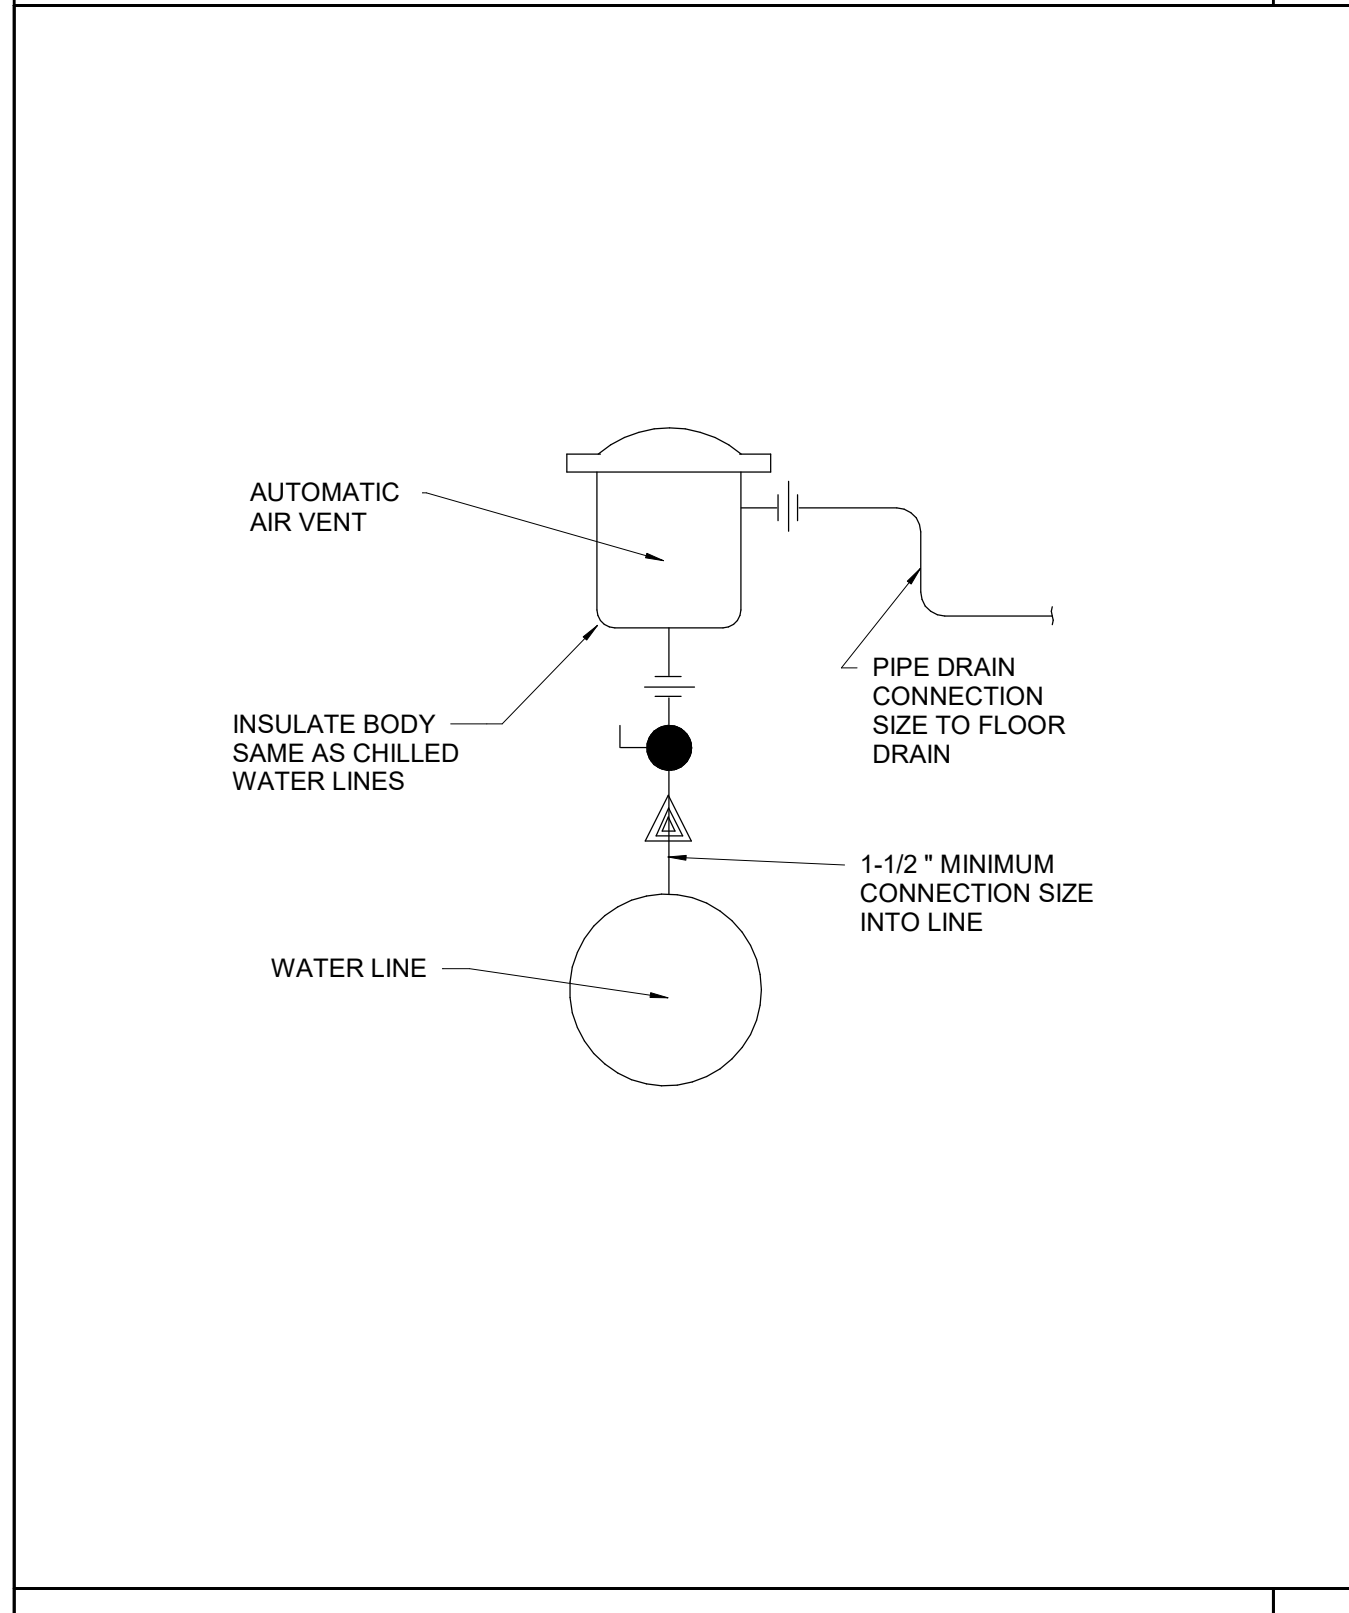 AUTOMATIC
AIR VENT
INSULATE BODY
SAME AS CHILLED
WATER LINES
PIPE DRAIN
CONNECTION
SIZE TO FLOOR
DRAIN
1-1/2 " MINIMUM
CONNECTION SIZE
INTO LINE
WATER LINE